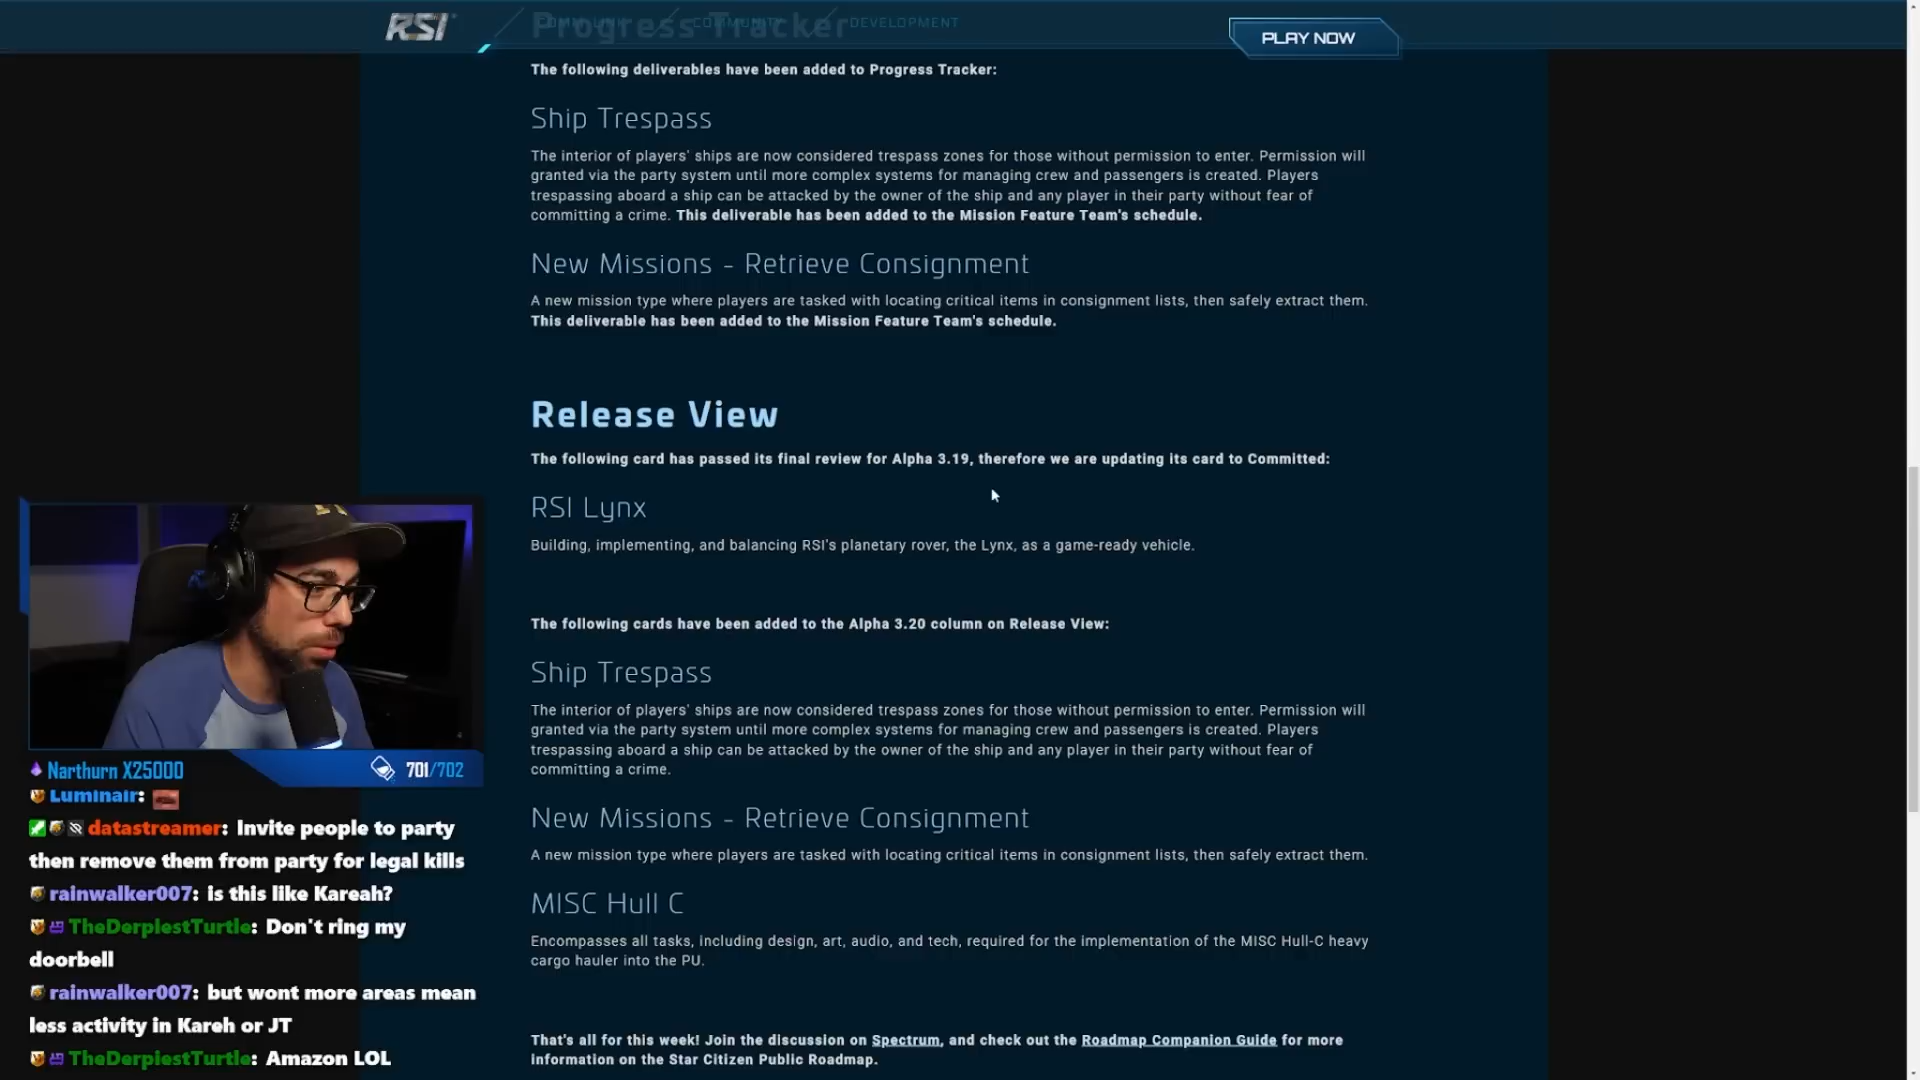 RSI
COMM-LINK
COMMUNITY
DEVELOPMENT
PLAY NOW
Progress Tracker
The following deliverables have been added to Progress Tracker:
Ship Trespass
The interior of players' ships are now considered trespass zones for those without permission to enter. Permission will
granted via the party system until more complex systems for managing crew and passengers is created. Players
trespassing aboard a ship can be attacked by the owner of the ship and any player in their party without fear of
committing a crime. This deliverable has been added to the Mission Feature Team's schedule.
New Missions - Retrieve Consignment
A new mission type where players are tasked with locating critical items in consignment lists, then safely extract them.
This deliverable has been added to the Mission Feature Team's schedule.
Release View
The following card has passed its final review for Alpha 3.19, therefore we are updating its card to Committed:
RSI Lynx
Building, implementing, and balancing RSI's planetary rover, the Lynx, as a game-ready vehicle.
The following cards have been added to the Alpha 3.20 column on Release View:
Ship Trespass
The interior of players' ships are now considered trespass zones for those without permission to enter. Permission will
granted via the party system until more complex systems for managing crew and passengers is created. Players
trespassing aboard a ship can be attacked by the owner of the ship and any player in their party without fear of
committing a crime.
New Missions - Retrieve Consignment
A new mission type where players are tasked with locating critical items in consignment lists, then safely extract them.
MISC Hull C
Encompasses all tasks, including design, art, audio, and tech, required for the implementation of the MISC Hull-C heavy
cargo hauler into the PU.
That's all for this week! Join the discussion on Spectrum, and check out the Roadmap Companion Guide for more
information on the Star Citizen Public Roadmap.
Narthurn X25000
701/702
Luminair:
datastreamer: Invite people to party
then remove them from party for legal kills
rainwalker007: is this like Kareah?
TheDerpiestTurtle: Don't ring my
doorbell
rainwalker007: but wont more areas mean
less activity in Kareh or JT
TheDerpiestTurtle: Amazon LOL